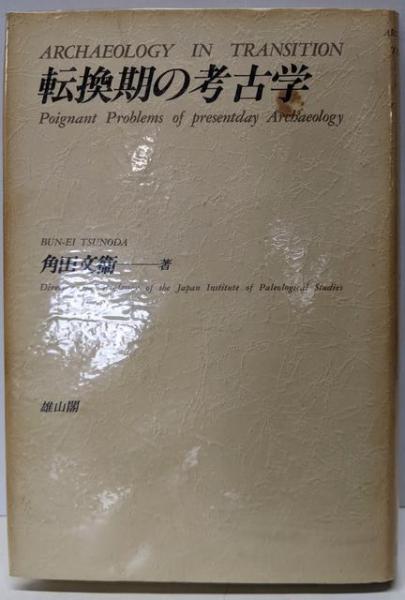 ARCHAEOLOGY IN TRANSITION
転換期の考古学
Poignant Problems of presentday Archaeology
BUN-EI TSUNODA
角田文衞——著
of the Japan Institute of Paleological Studies
雄山閣